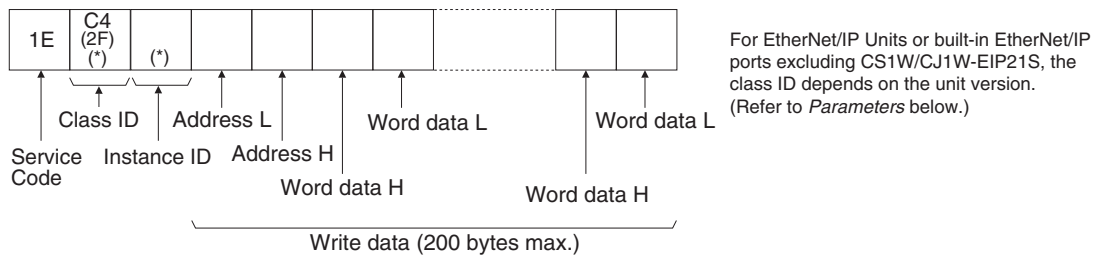 1E
C4
(2F)
(*)
(*)
For EtherNet/IP Units or built-in EtherNet/IP
ports excluding CS1W/CJ1W-EIP21S, the
class ID depends on the unit version.
(Refer to Parameters below.)
Class ID
Address L
Word data L
Word data L
Service
Code
Instance ID
Address H
Word data H
Word data H
Write data (200 bytes max.)